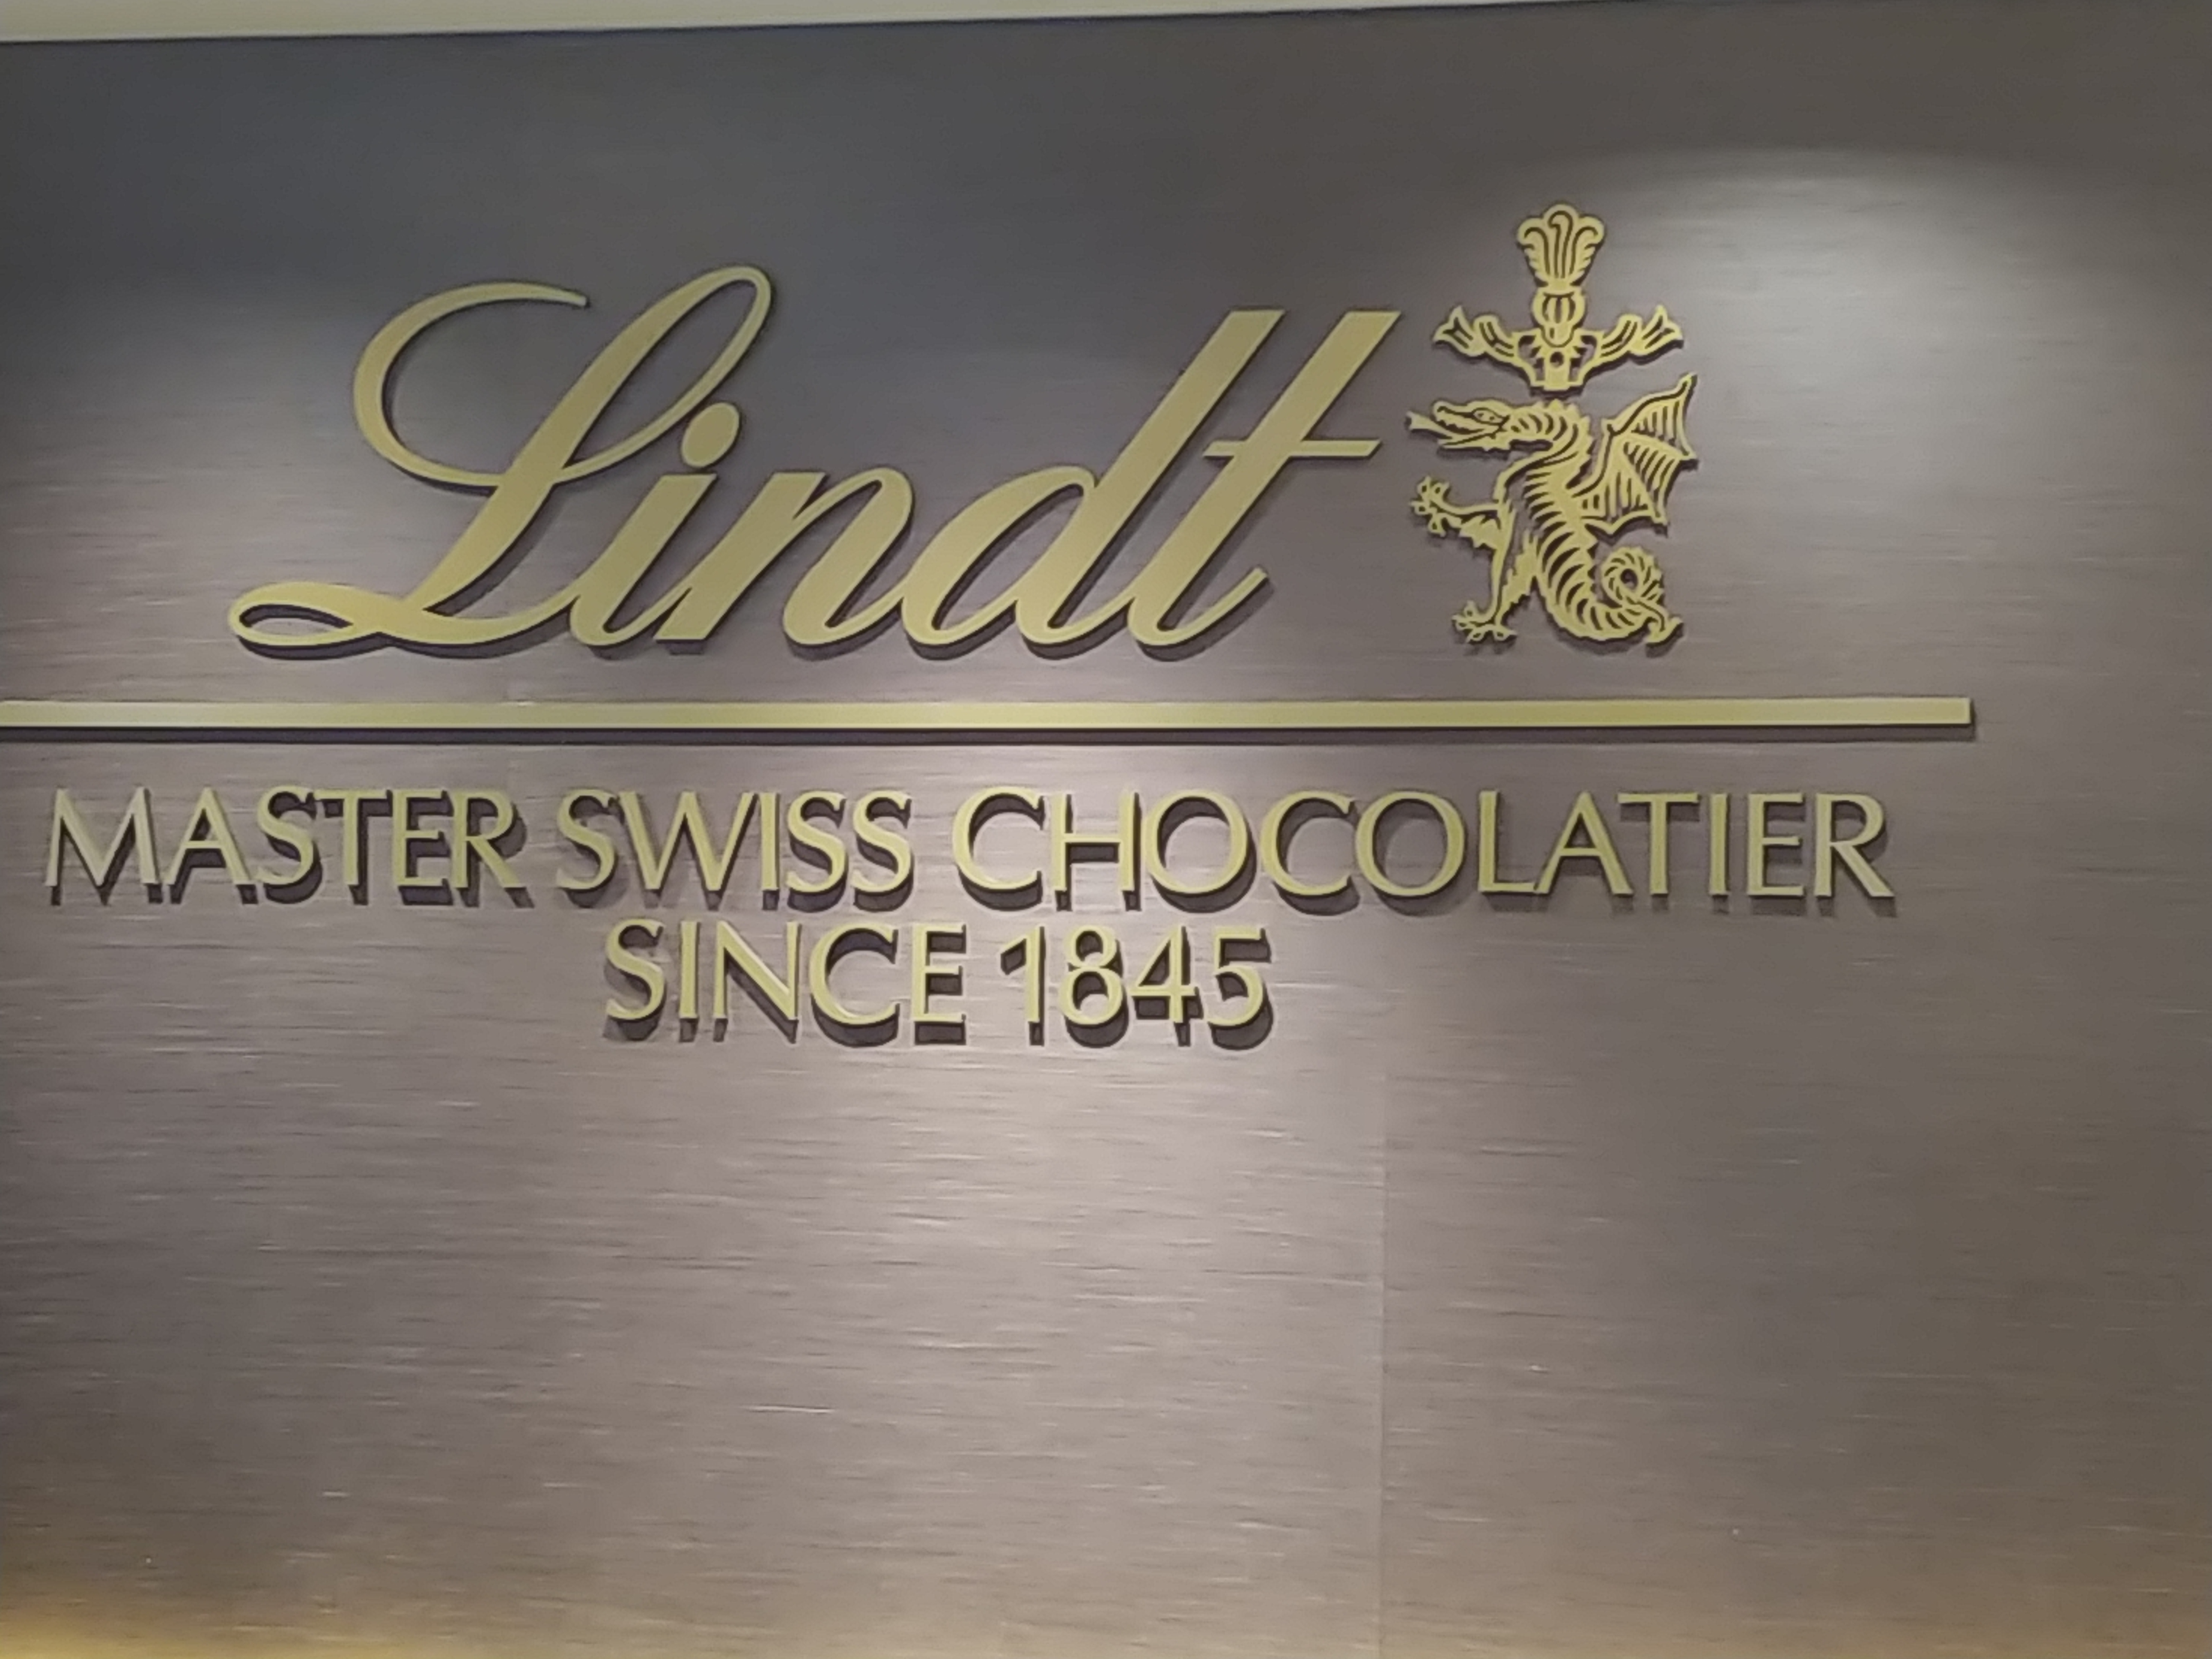 Lindt
MASTER SWISS CHOCOLATIER
SINCE 1845